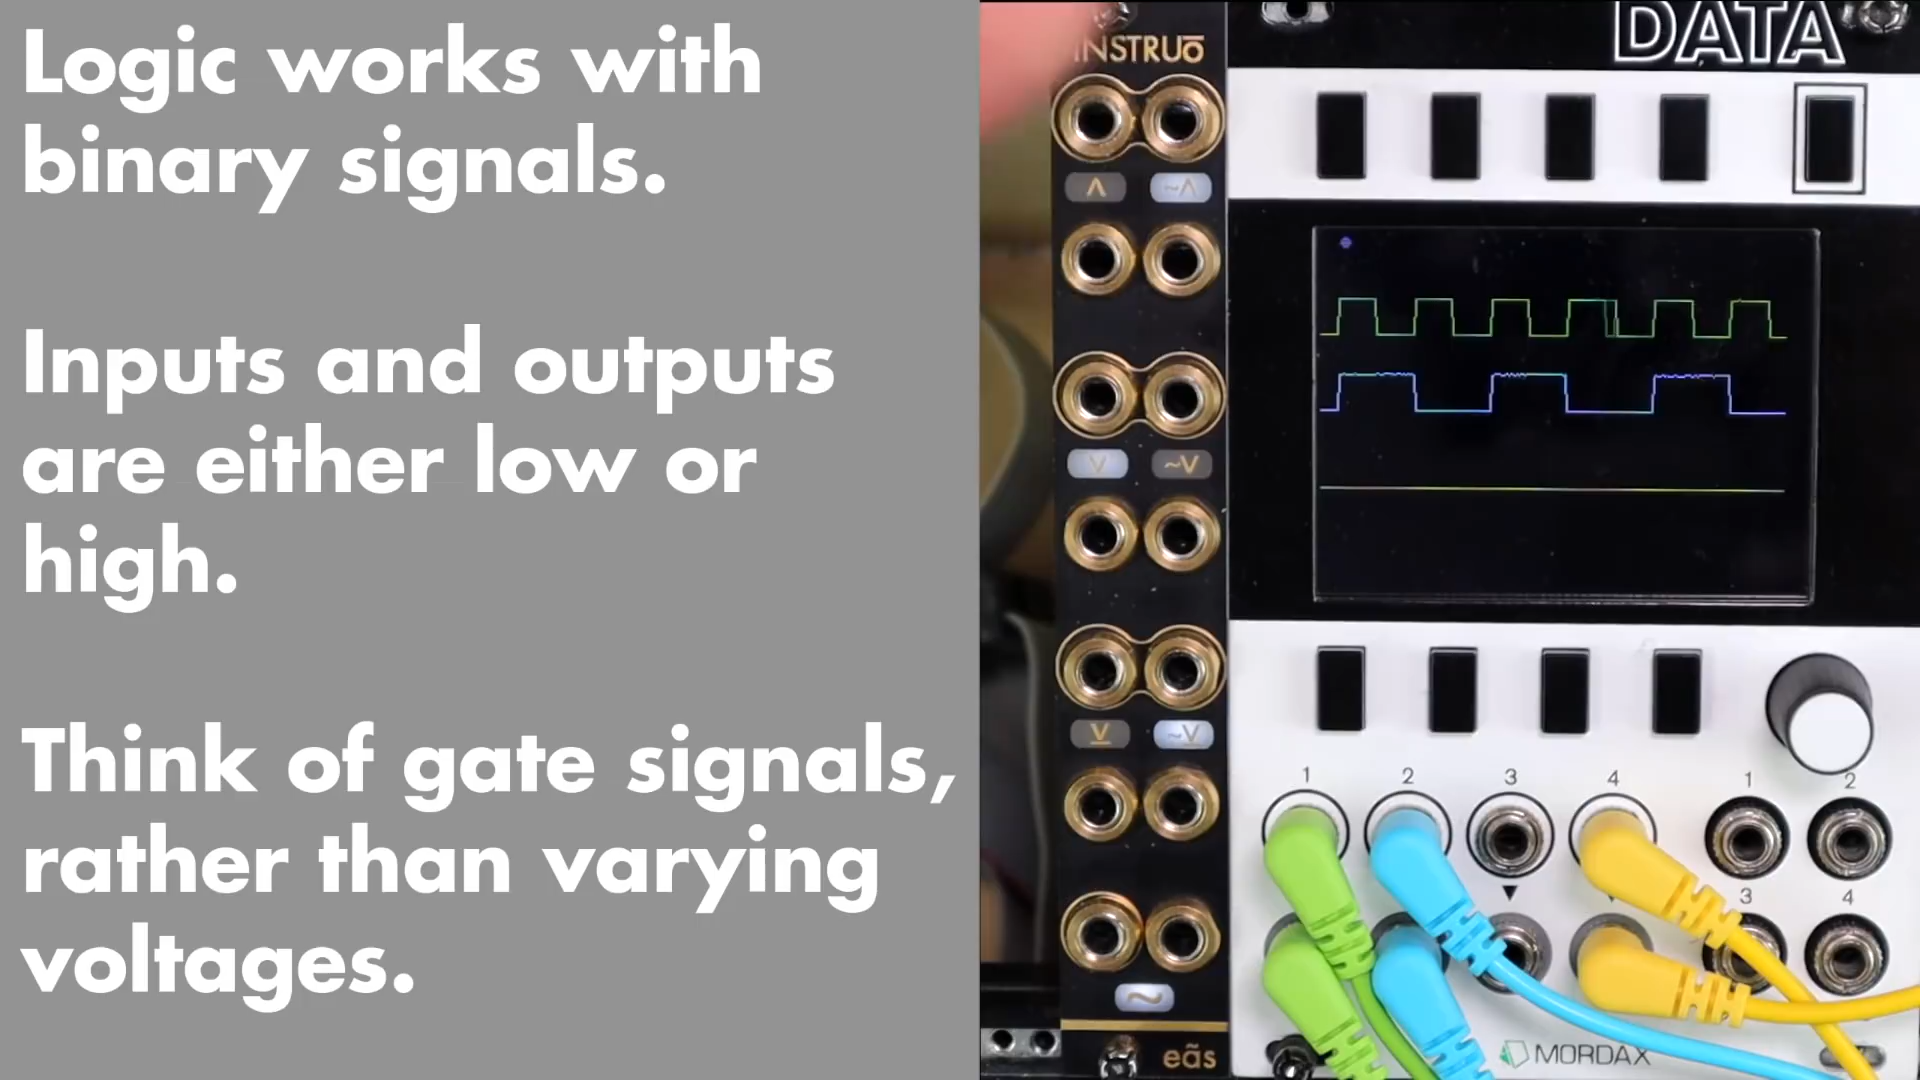 Logic works with
binary signals.
Inputs and outputs
are either low or
high.
Think of gate signals,
rather than varying
voltages.
INSTRUō
DATA
Λ ~Λ
V ~V
V ~V
~
eãs
1 2 3 4 1 2
3 4
MORDAX